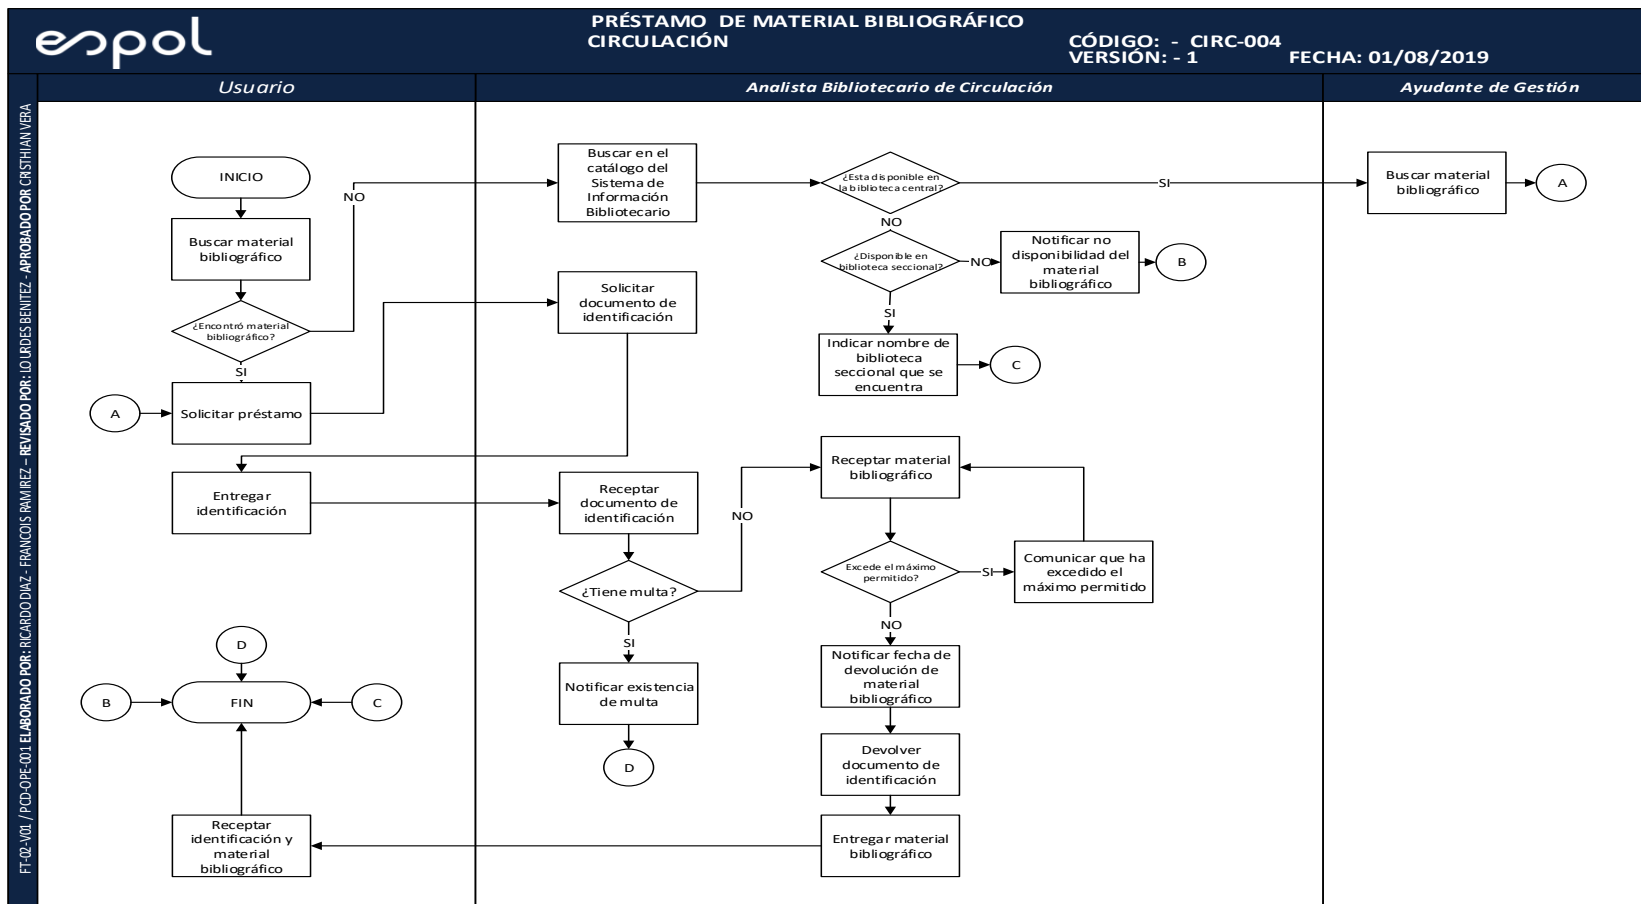 espol
PRÉSTAMO DE MATERIAL BIBLIOGRÁFICO
CIRCULACIÓN
CÓDIGO: - CIRC-004
VERSIÓN: - 1
FECHA: 01/08/2019
FT-02-V01 / PCD-OPE-001 ELABORADO POR: RICARDO DIAZ - FRANCOIS RAMIREZ – REVISADO POR: LOURDES BENITEZ - APROBADO POR CRISTHIAN VERA
Usuario
Analista Bibliotecario de Circulación
Ayudante de Gestión
INICIO
Buscar material
bibliográfico
¿Encontró material
bibliográfico?
NO
SI
A
Solicitar préstamo
Entregar
identificación
D
B
FIN
C
Receptar
identificación y
material
bibliográfico
Buscar en el
catálogo del
Sistema de
Información
Bibliotecario
Solicitar
documento de
identificación
Receptar
documento de
identificación
¿Tiene multa?
NO
SI
Notificar existencia
de multa
D
¿Esta disponible en
la biblioteca central?
SI
NO
¿Disponible en
biblioteca seccional?
NO
Notificar no
disponibilidad del
material
bibliográfico
B
SI
Indicar nombre de
biblioteca
seccional que se
encuentra
C
Receptar material
bibliográfico
Excede el máximo
permitido?
SI
Comunicar que ha
excedido el
máximo permitido
NO
Notificar fecha de
devolución de
material
bibliográfico
Devolver
documento de
identificación
Entregar material
bibliográfico
Buscar material
bibliográfico
A